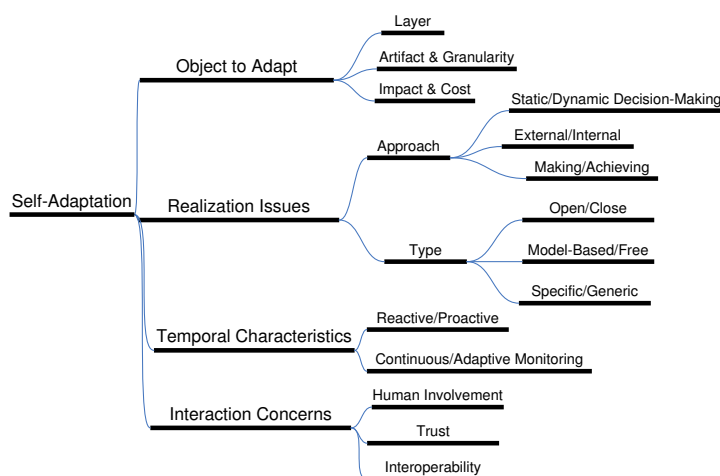 Self-Adaptation
Object to Adapt
Layer
Artifact & Granularity
Impact & Cost
Realization Issues
Approach
Static/Dynamic Decision-Making
External/Internal
Making/Achieving
Type
Open/Close
Model-Based/Free
Specific/Generic
Temporal Characteristics
Reactive/Proactive
Continuous/Adaptive Monitoring
Interaction Concerns
Human Involvement
Trust
Interoperability